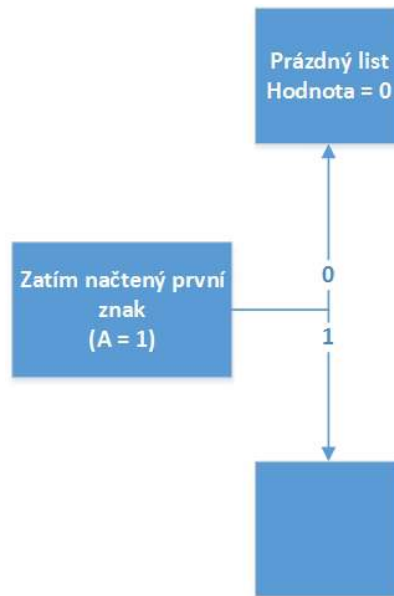 Prázdný list
Hodnota = 0
Zatím načtený první
znak
(A = 1)
0
1